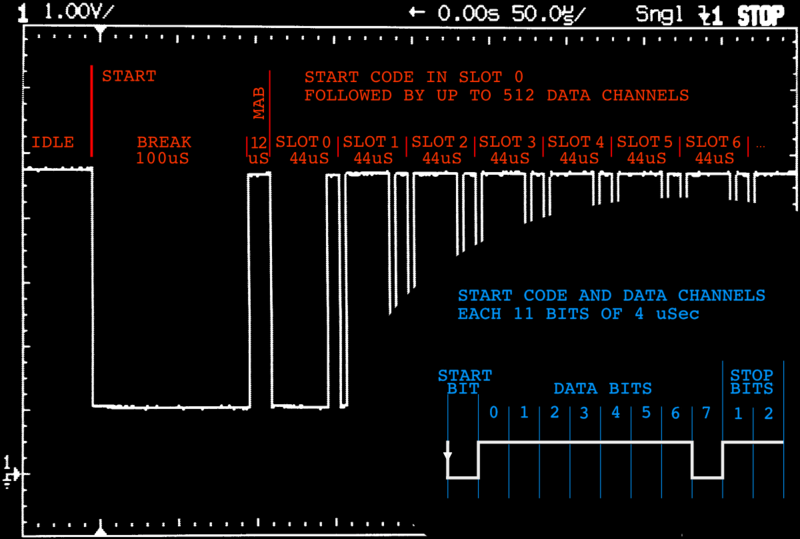 1 1.00V/ ← 0.00s 50.0µs/ Sngl ↴1 STOP
START
START CODE IN SLOT 0
FOLLOWED BY UP TO 512 DATA CHANNELS
MAB
IDLE BREAK 12 SLOT 0 SLOT 1 SLOT 2 SLOT 3 SLOT 4 SLOT 5 SLOT 6 ...
100uS uS 44uS 44uS 44uS 44uS 44uS 44uS 44uS
START CODE AND DATA CHANNELS
EACH 11 BITS OF 4 uSec
START STOP
BIT DATA BITS BITS
0 1 2 3 4 5 6 7 1 2
1